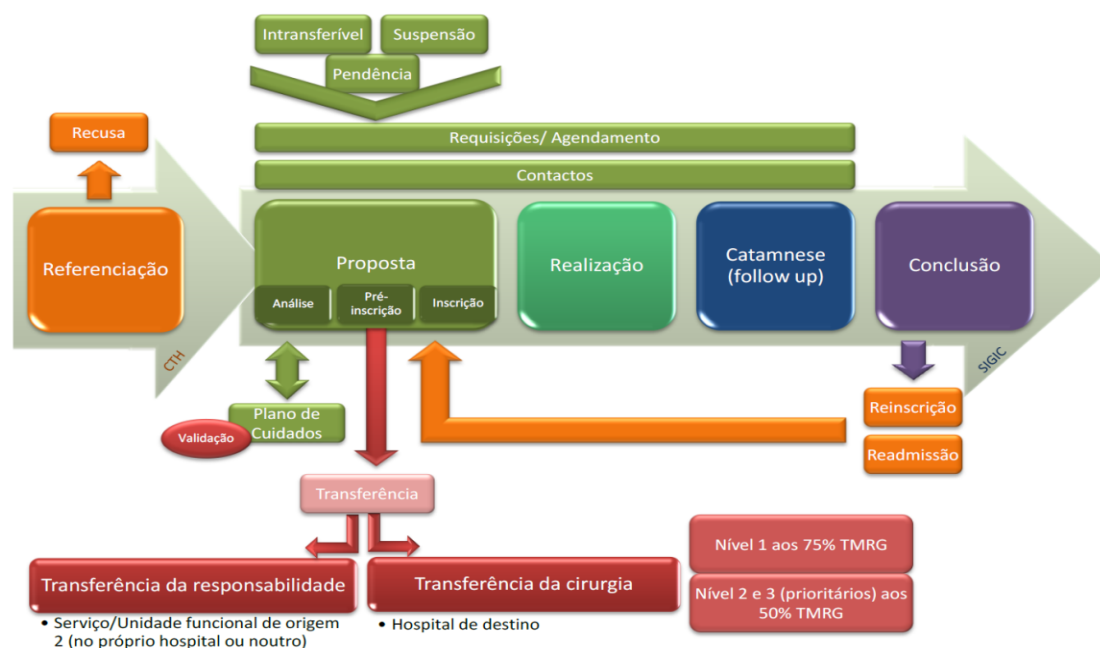 Intransferível
Suspensão
Pendência
Recusa
Requisições/ Agendamento
Contactos
Referenciação
Proposta
Análise
Pré-
inscrição
Inscrição
Realização
Catamnese
(follow up)
Conclusão
CTH
SIGIC
Plano de
Cuidados
Validação
Reinscrição
Readmissão
Transferência
Transferência da responsabilidade
• Serviço/Unidade funcional de origem
2 (no próprio hospital ou noutro)
Transferência da cirurgia
• Hospital de destino
Nível 1 aos 75% TMRG
Nível 2 e 3 (prioritários) aos
50% TMRG